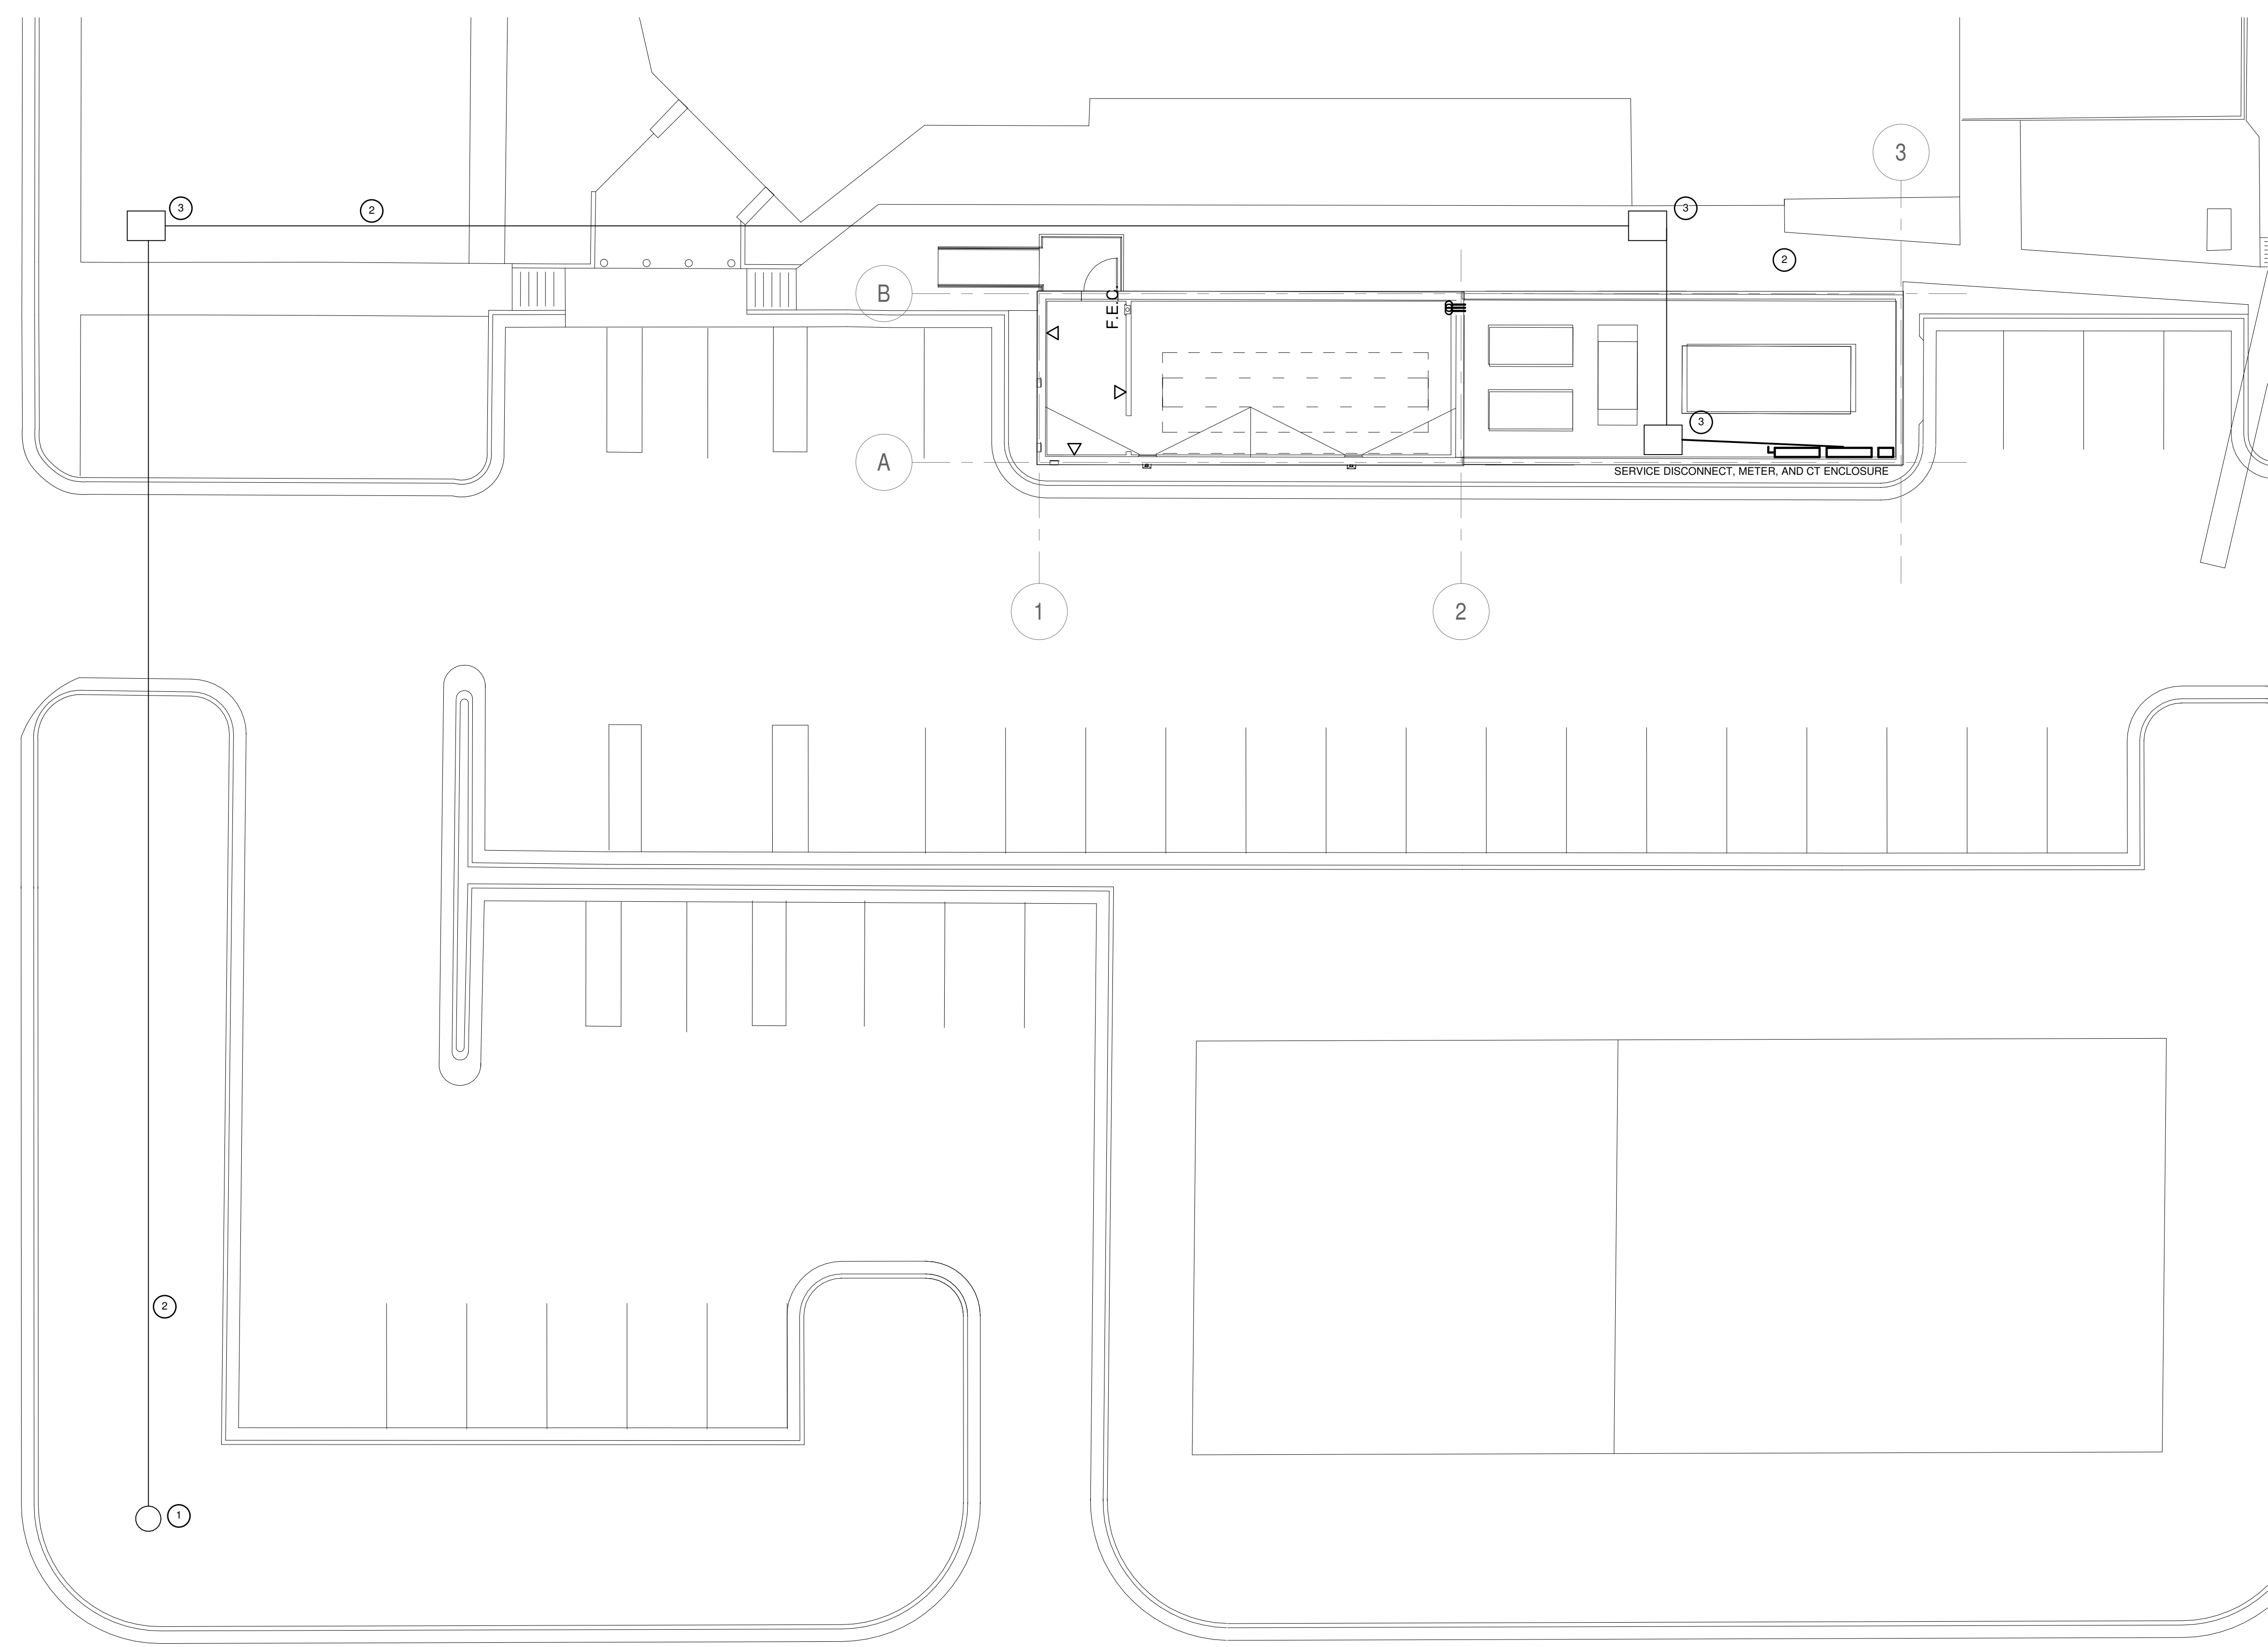 3
3
2
3
2
B
F.E.C.
3
A
SERVICE DISCONNECT, METER, AND CT ENCLOSURE
1
2
2
1